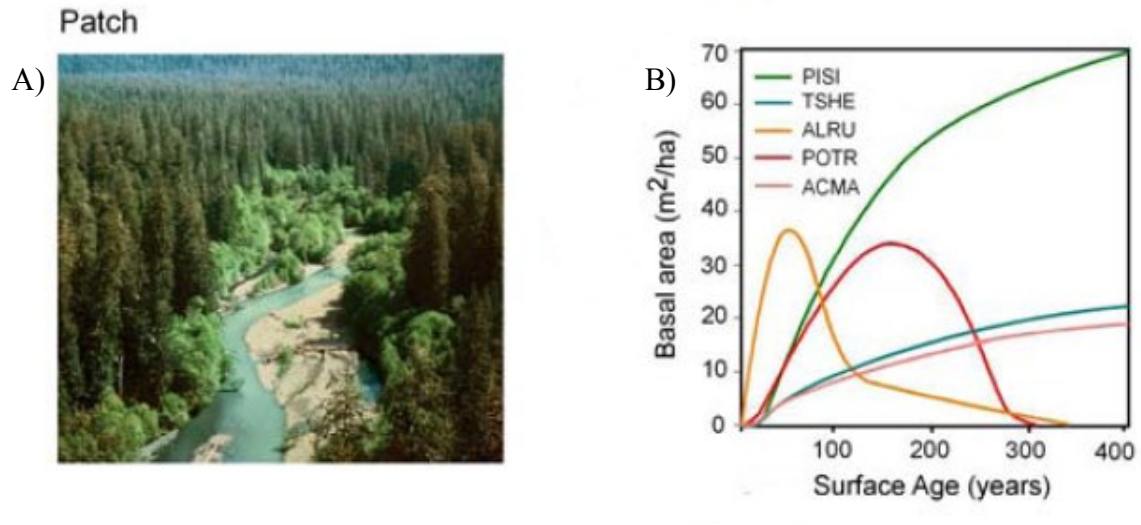 Patch
A)
B)
70
60
50
40
30
20
10
0
Basal area (m²/ha)
PISI
TSHE
ALRU
POTR
ACMA
100 200 300 400
Surface Age (years)